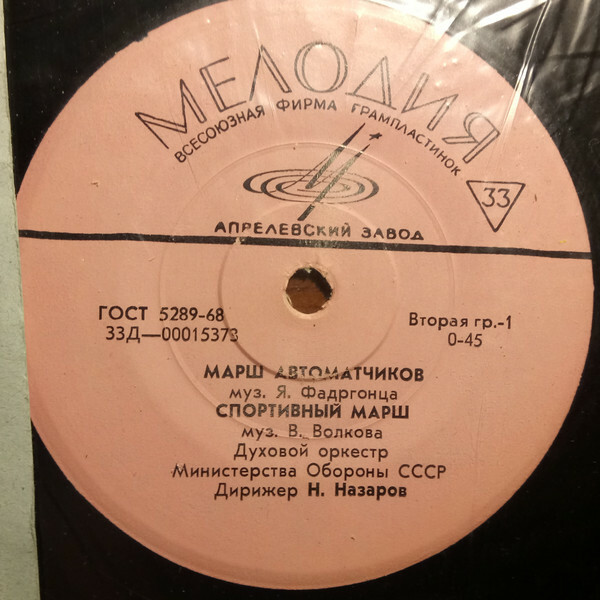 МЕЛОДИЯ
ВСЕСОЮЗНАЯ ФИРМА ГРАМПЛАСТИНОК
33
АПРЕЛЕВСКИЙ ЗАВОД
ГОСТ 5289-68
33Д—00015373
Вторая гр.-1
0-45
МАРШ АВТОМАТЧИКОВ
муз. Я. Фадргонца
СПОРТИВНЫЙ МАРШ
муз. В. Волкова
Духовой оркестр
Министерства Обороны СССР
Дирижер Н. Назаров